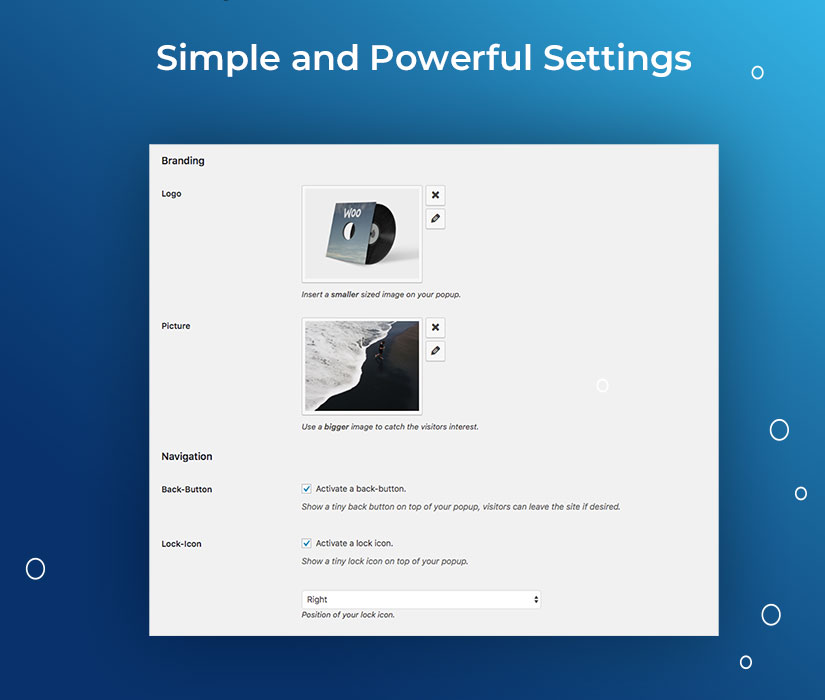 Simple and Powerful Settings
Branding
Logo
WOO
Insert a smaller sized image on your popup.
Picture
Use a bigger image to catch the visitors interest.
Navigation
Back-Button
Activate a back-button.
Show a tiny back button on top of your popup, visitors can leave the site if desired.
Lock-Icon
Activate a lock icon.
Show a tiny lock icon on top of your popup.
Right
Position of your lock icon.